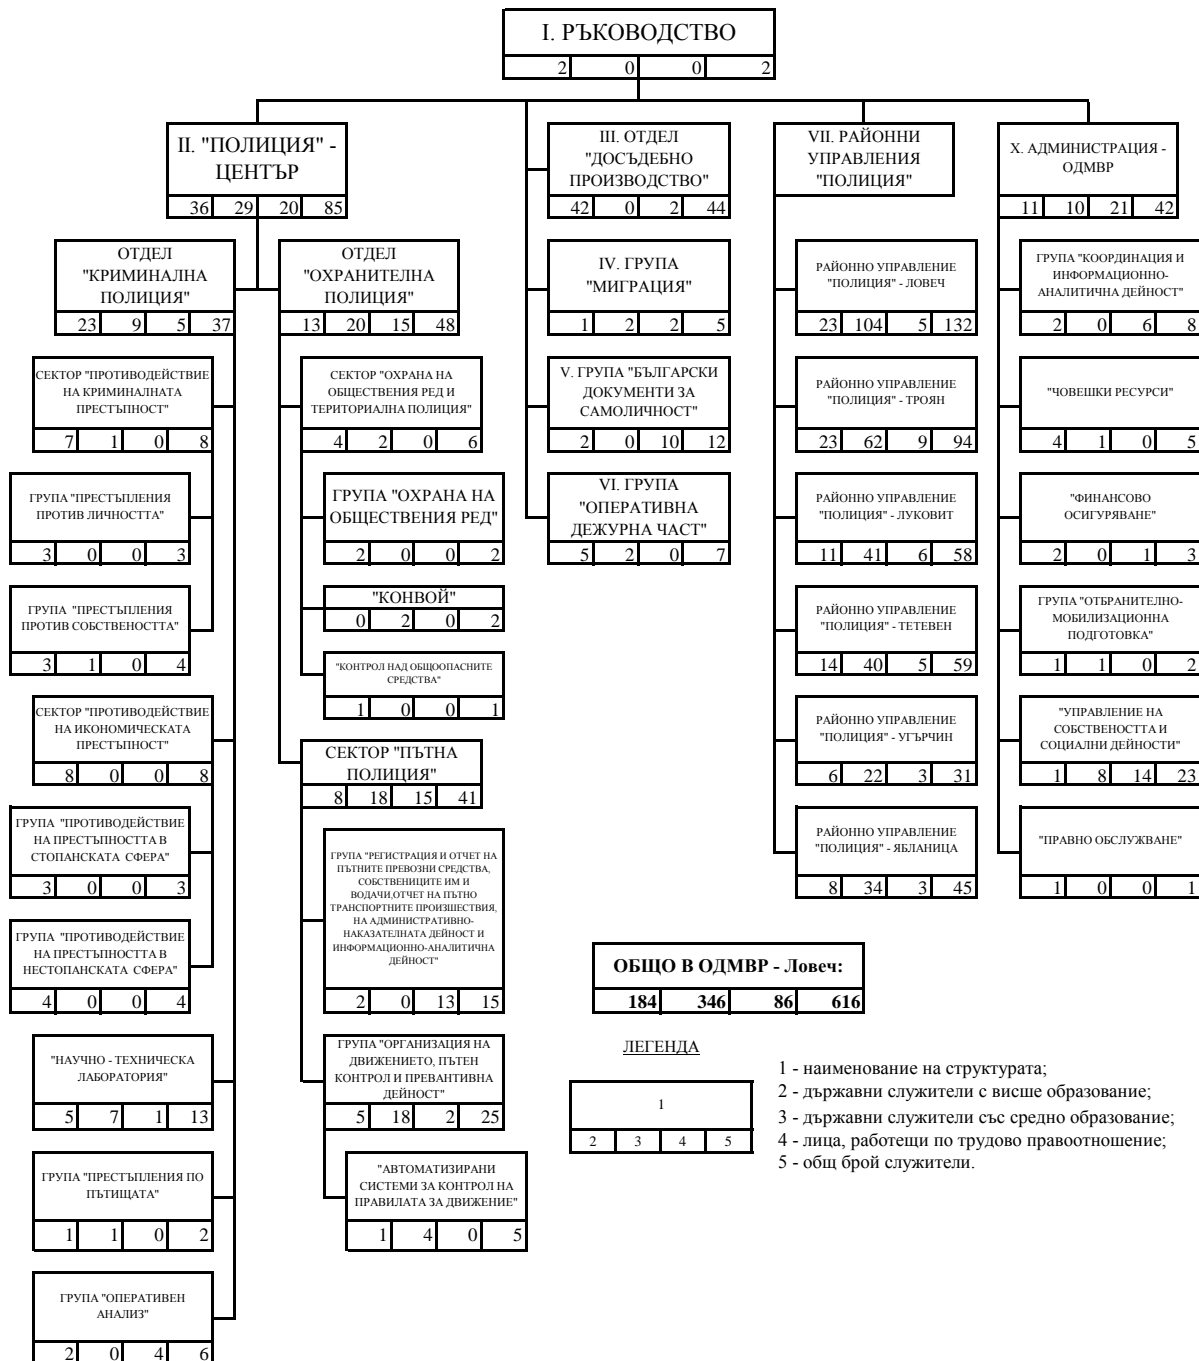 I. РЪКОВОДСТВО
2 0 0 2
II. "ПОЛИЦИЯ" -
ЦЕНТЪР
36 29 20 85
ОТДЕЛ
"КРИМИНАЛНА
ПОЛИЦИЯ"
23 9 5 37
СЕКТОР "ПРОТИВОДЕЙСТВИЕ
НА КРИМИНАЛНАТА
ПРЕСТЪПНОСТ"
7 1 0 8
ГРУПА "ПРЕСТЪПЛЕНИЯ
ПРОТИВ ЛИЧНОСТТА"
3 0 0 3
ГРУПА "ПРЕСТЪПЛЕНИЯ
ПРОТИВ СОБСТВЕНОСТТА"
3 1 0 4
СЕКТОР "ПРОТИВОДЕЙСТВИЕ
НА ИКОНОМИЧЕСКАТА
ПРЕСТЪПНОСТ"
8 0 0 8
ГРУПА "ПРОТИВОДЕЙСТВИЕ
НА ПРЕСТЪПНОСТТА В
СТОПАНСКАТА СФЕРА"
3 0 0 3
ГРУПА "ПРОТИВОДЕЙСТВИЕ
НА ПРЕСТЪПНОСТТА В
НЕСТОПАНСКАТА СФЕРА"
4 0 0 4
"НАУЧНО - ТЕХНИЧЕСКА
ЛАБОРАТОРИЯ"
5 7 1 13
ГРУПА "ПРЕСТЪПЛЕНИЯ ПО
ПЪТИЩАТА"
1 1 0 2
ГРУПА "ОПЕРАТИВЕН
АНАЛИЗ"
2 0 4 6
ОТДЕЛ
"ОХРАНИТЕЛНА
ПОЛИЦИЯ"
13 20 15 48
СЕКТОР "ОХРАНА НА
ОБЩЕСТВЕНИЯ РЕД И
ТЕРИТОРИАЛНА ПОЛИЦИЯ"
4 2 0 6
ГРУПА "ОХРАНА НА
ОБЩЕСТВЕНИЯ РЕД"
2 0 0 2
"КОНВОЙ"
0 2 0 2
"КОНТРОЛ НАД ОБЩООПАСНИТЕ
СРЕДСТВА"
1 0 0 1
СЕКТОР "ПЪТНА
ПОЛИЦИЯ"
8 18 15 41
ГРУПА "РЕГИСТРАЦИЯ И ОТЧЕТ НА
ПЪТНИТЕ ПРЕВОЗНИ СРЕДСТВА,
СОБСТВЕНИЦИТЕ ИМ И
ВОДАЧИ,ОТЧЕТ НА ПЪТНО
ТРАНСПОРТНИТЕ ПРОИЗШЕСТВИЯ,
НА АДМИНИСТРАТИВНО-
НАКАЗАТЕЛНАТА ДЕЙНОСТ И
ИНФОРМАЦИОННО-АНАЛИТИЧНА
ДЕЙНОСТ"
2 0 13 15
ГРУПА "ОРГАНИЗАЦИЯ НА
ДВИЖЕНИЕТО, ПЪТЕН
КОНТРОЛ И ПРЕВАНТИВНА
ДЕЙНОСТ"
5 18 2 25
"АВТОМАТИЗИРАНИ
СИСТЕМИ ЗА КОНТРОЛ НА
ПРАВИЛАТА ЗА ДВИЖЕНИЕ"
1 4 0 5
III. ОТДЕЛ
"ДОСЪДЕБНО
ПРОИЗВОДСТВО"
42 0 2 44
IV. ГРУПА
"МИГРАЦИЯ"
1 2 2 5
V. ГРУПА "БЪЛГАРСКИ
ДОКУМЕНТИ ЗА
САМОЛИЧНОСТ"
2 0 10 12
VI. ГРУПА
"ОПЕРАТИВНА
ДЕЖУРНА ЧАСТ"
5 2 0 7
VII. РАЙОННИ
УПРАВЛЕНИЯ
"ПОЛИЦИЯ"
РАЙОННО УПРАВЛЕНИЕ
"ПОЛИЦИЯ" - ЛОВЕЧ
23 104 5 132
РАЙОННО УПРАВЛЕНИЕ
"ПОЛИЦИЯ" - ТРОЯН
23 62 9 94
РАЙОННО УПРАВЛЕНИЕ
"ПОЛИЦИЯ" - ЛУКОВИТ
11 41 6 58
РАЙОННО УПРАВЛЕНИЕ
"ПОЛИЦИЯ" - ТЕТЕВЕН
14 40 5 59
РАЙОННО УПРАВЛЕНИЕ
"ПОЛИЦИЯ" - УГЪРЧИН
6 22 3 31
РАЙОННО УПРАВЛЕНИЕ
"ПОЛИЦИЯ" - ЯБЛАНИЦА
8 34 3 45
X. АДМИНИСТРАЦИЯ -
ОДМВР
11 10 21 42
ГРУПА "КООРДИНАЦИЯ И
ИНФОРМАЦИОННО-
АНАЛИТИЧНА ДЕЙНОСТ"
2 0 6 8
"ЧОВЕШКИ РЕСУРСИ"
4 1 0 5
"ФИНАНСОВО
ОСИГУРЯВАНЕ"
2 0 1 3
ГРУПА "ОТБРАНИТЕЛНО-
МОБИЛИЗАЦИОННА
ПОДГОТОВКА"
1 1 0 2
"УПРАВЛЕНИЕ НА
СОБСТВЕНОСТТА И
СОЦИАЛНИ ДЕЙНОСТИ"
1 8 14 23
"ПРАВНО ОБСЛУЖВАНЕ"
1 0 0 1
ОБЩО В ОДМВР - Ловеч:
184 346 86 616
ЛЕГЕНДА
1
2 3 4 5
1 - наименование на структурата;
2 - държавни служители с висше образование;
3 - държавни служители със средно образование;
4 - лица, работещи по трудово правоотношение;
5 - общ брой служители.